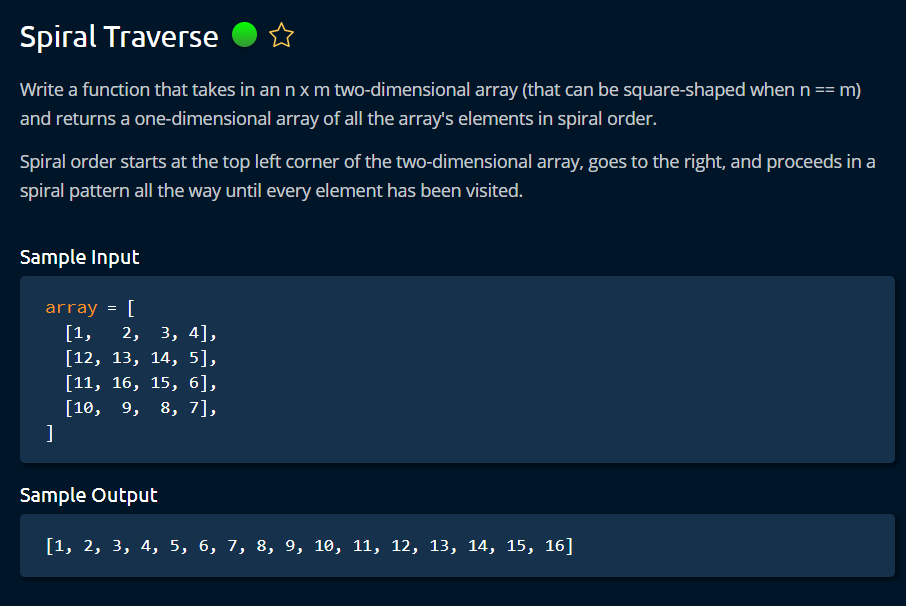 Spiral Traverse
Write a function that takes in an n x m two-dimensional array (that can be square-shaped when n == m)
and returns a one-dimensional array of all the array's elements in spiral order.
Spiral order starts at the top left corner of the two-dimensional array, goes to the right, and proceeds in a
spiral pattern all the way until every element has been visited.
Sample Input
array = [
  [1,   2,  3, 4],
  [12, 13, 14, 5],
  [11, 16, 15, 6],
  [10,  9,  8, 7],
]
Sample Output
[1, 2, 3, 4, 5, 6, 7, 8, 9, 10, 11, 12, 13, 14, 15, 16]